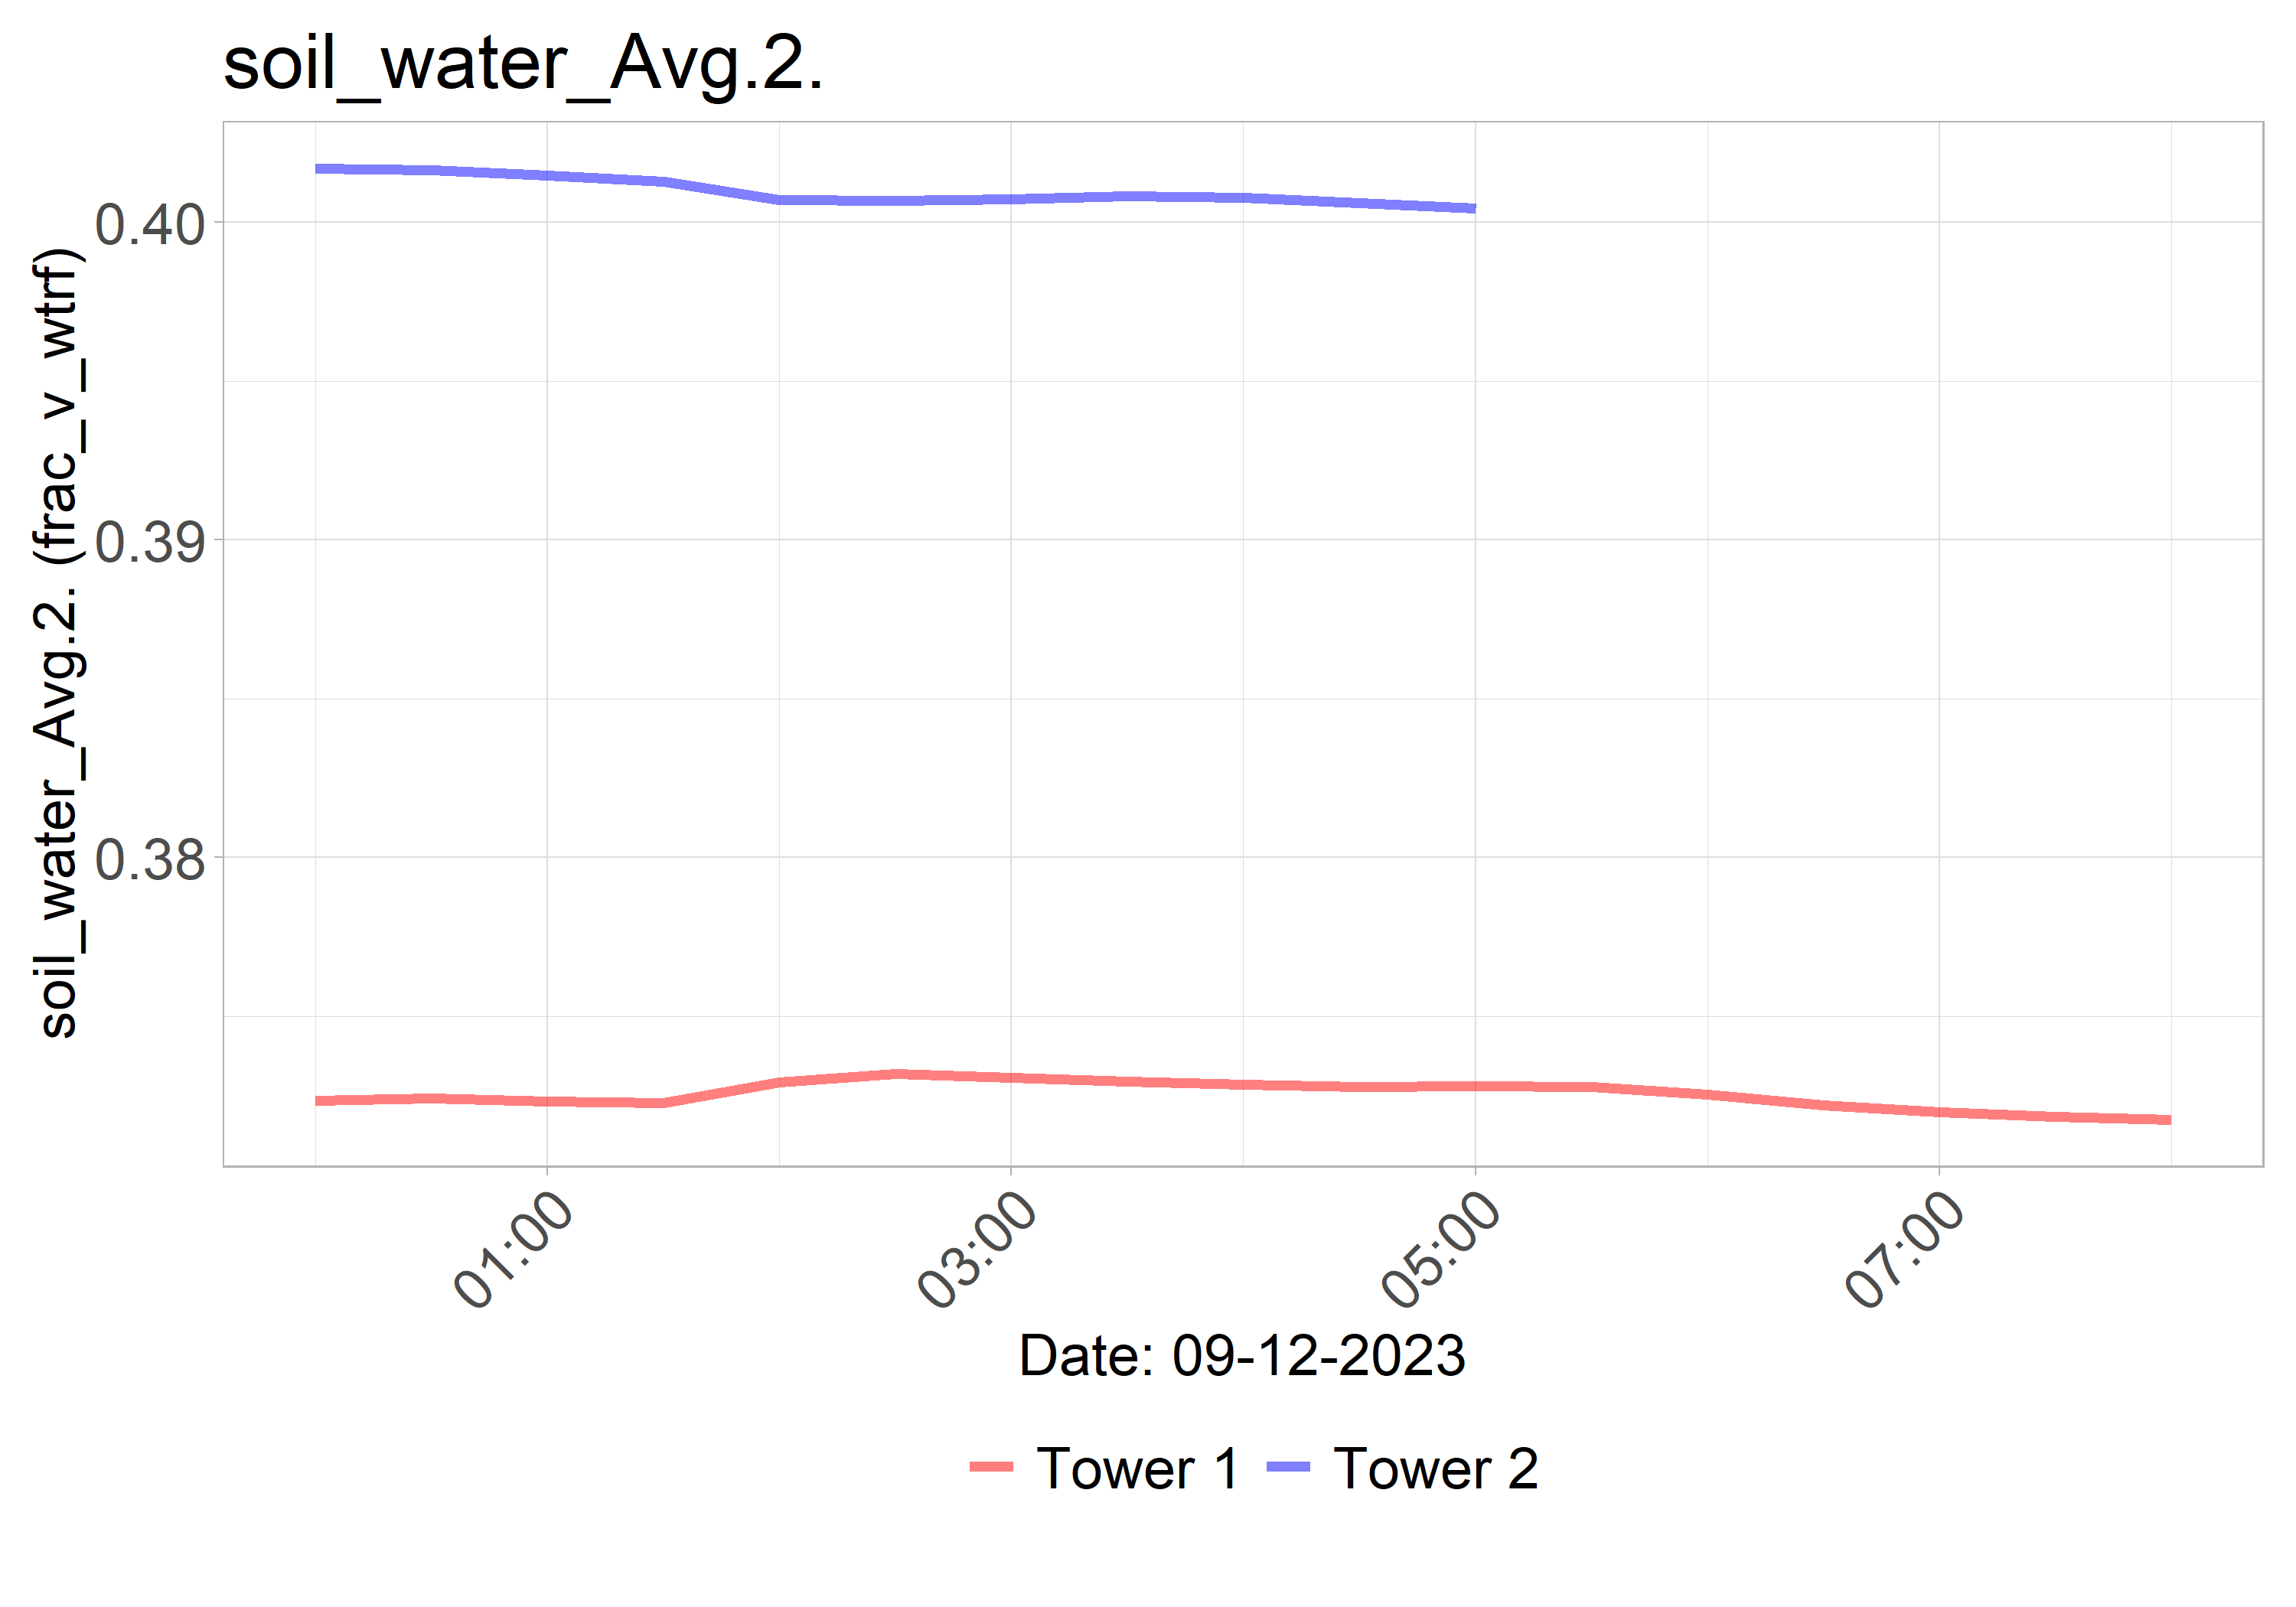 soil_water_Avg.2.
soil_water_Avg.2. (frac_v_wtrf)
0.40
0.39
0.38
01:00
03:00
05:00
07:00
Date: 09-12-2023
Tower 1
Tower 2